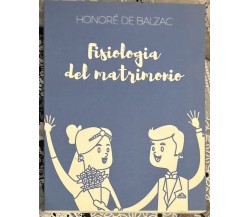 HONORÉ DE BALZAC
Fisiologia
del matrimonio